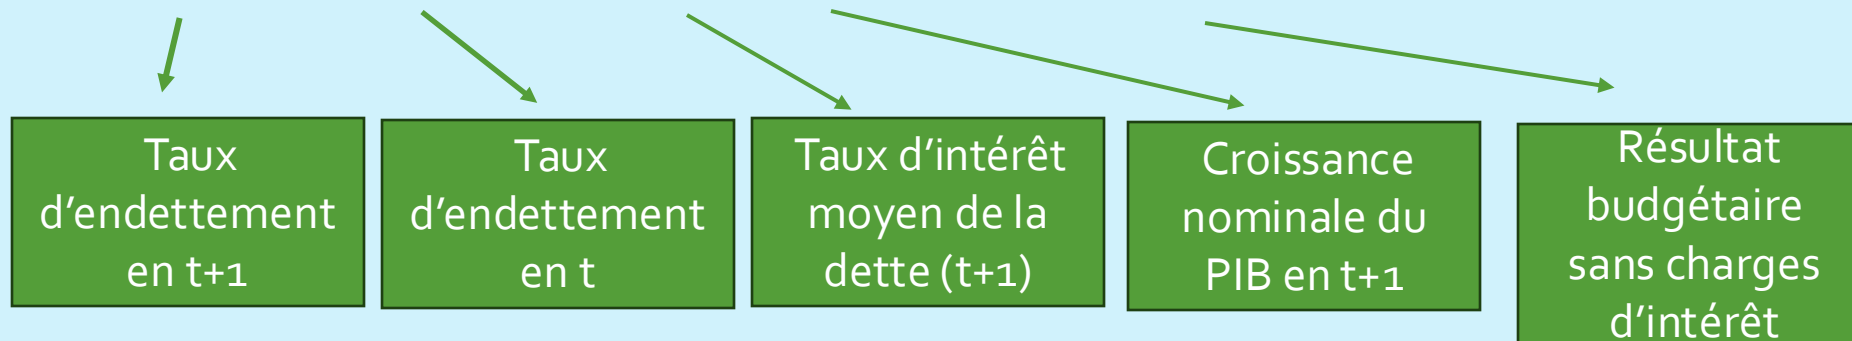 Taux
d'endettement
en t+1
Taux
d'endettement
en t
Taux d'intérêt
moyen de la
dette (t+1)
Croissance
nominale du
PIB en t+1
Résultat
budgétaire
sans charges
d'intérêt